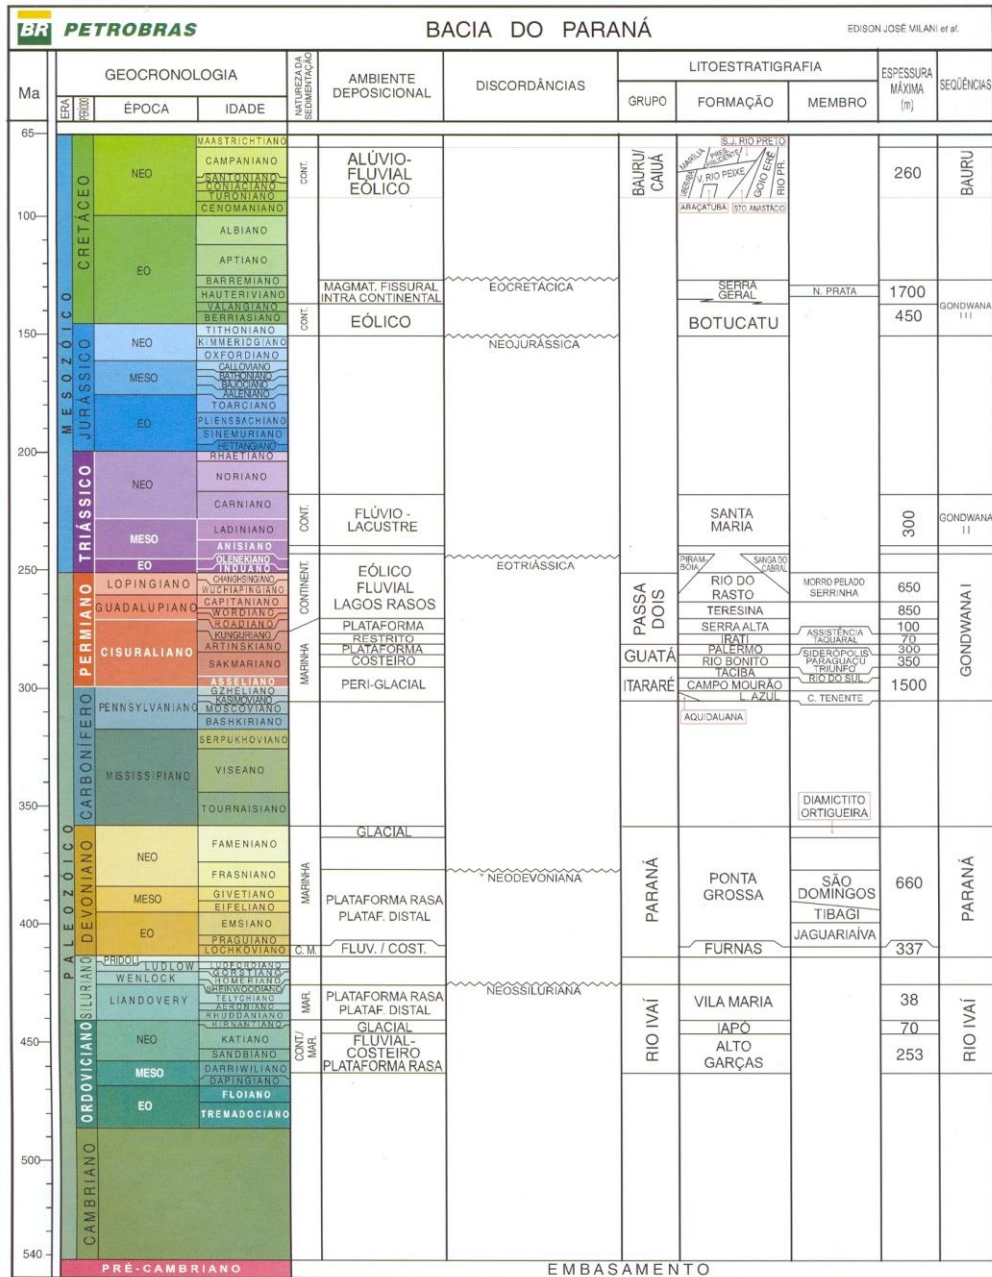 BR PETROBRAS
BACIA DO PARANÁ
EDISON JOSÉ MILANI et al.
Ma
GEOCRONOLOGIA
ERA
PERÍODO
ÉPOCA
IDADE
NATUREZA DA SEDIMENTAÇÃO
AMBIENTE
DEPOSICIONAL
DISCORDÂNCIAS
LITOESTRATIGRAFIA
GRUPO
FORMAÇÃO
MEMBRO
ESPESSURA
MÁXIMA
(m)
SEQÜÊNCIAS
65
100
150
200
250
300
350
400
450
500
540
MESOZÓICO
PALEOZÓICO
CRETÁCEO
JURÁSSICO
TRIÁSSICO
PERMIANO
CARBONÍFERO
DEVONIANO
SILURIANO
ORDOVICIANO
CAMBRIANO
NEO
EO
NEO
MESO
EO
NEO
MESO
EO
LOPINGIANO
GUADALUPIANO
CISURALIANO
PENNSYLVANIANO
MISSISSIPIANO
NEO
MESO
EO
PRIDOLI
LUDLOW
WENLOCK
LLANDOVERY
NEO
MESO
EO
MAASTRICHTIANO
CAMPANIANO
SANTONIANO
CONIACIANO
TURONIANO
CENOMANIANO
ALBIANO
APTIANO
BARREMIANO
HAUTERIVIANO
VALANGIANO
BERRIASIANO
TITHONIANO
KIMMERIDGIANO
OXFORDIANO
CALLOVIANO
BATHONIANO
BAJOCIANO
AALENIANO
TOARCIANO
PLIENSBACHIANO
SINEMURIANO
HETTANGIANO
RHAETIANO
NORIANO
CARNIANO
LADINIANO
ANISIANO
OLENEKIANO
INDUANO
CHANGHSINGIANO
WUCHIAPINGIANO
CAPITANIANO
WORDIANO
ROADIANO
KUNGURIANO
ARTINSKIANO
SAKMARIANO
ASSELIANO
GZHELIANO
KASIMOVIANO
MOSCOVIANO
BASHKIRIANO
SERPUKHOVIANO
VISEANO
TOURNAISIANO
FAMENIANO
FRASNIANO
GIVETIANO
EIFELIANO
EMSIANO
PRAGUIANO
LOCHKOVIANO
LUDFORDIANO
GORSTIANO
HOMERIANO
SHEINWOODIANO
TELYCHIANO
AERONIANO
RHUDDANIANO
HIRNANTIANO
KATIANO
SANDBIANO
DARRIWILIANO
DAPINGIANO
FLOIANO
TREMADOCIANO
CONT.
CONT.
CONT.
CONTINENT.
MARINHA
MARINHA
C. M.
MAR.
CONT./
MAR.
ALÚVIO-
FLUVIAL
EÓLICO
MAGMAT. FISSURAL
INTRA CONTINENTAL
EÓLICO
FLÚVIO -
LACUSTRE
EÓLICO
FLUVIAL
LAGOS RASOS
PLATAFORMA
RESTRITO
PLATAFORMA
COSTEIRO
PERI-GLACIAL
GLACIAL
PLATAFORMA RASA
PLATAF. DISTAL
FLUV. / COST.
PLATAFORMA RASA
PLATAF. DISTAL
GLACIAL
FLUVIAL-
COSTEIRO
PLATAFORMA RASA
EOCRETÁCICA
NEOJURÁSSICA
EOTRIÁSSICA
NEODEVONIANA
NEOSSILURIANA
BAURU/
CAIUÁ
PASSA
DOIS
GUATÁ
ITARARÉ
PARANÁ
RIO IVAÍ
S.J. RIO PRETO
MARÍLIA
PRES. PRUDENTE
V. RIO PEIXE
UBERABA
GOIO ERÊ
RIO PR.
ARAÇATUBA
STO. ANASTÁCIO
SERRA
GERAL
BOTUCATU
SANTA
MARIA
PIRAM-
BÓIA
SANGA DO
CABRAL
RIO DO
RASTO
TERESINA
SERRA ALTA
IRATI
PALERMO
RIO BONITO
TACIBA
CAMPO MOURÃO
L. AZUL
AQUIDAUANA
PONTA
GROSSA
FURNAS
VILA MARIA
IAPÓ
ALTO
GARÇAS
N. PRATA
MORRO PELADO
SERRINHA
ASSISTÊNCIA
TAQUARAL
SIDERÓPOLIS
PARAGUAÇU
TRIUNFO
RIO DO SUL
C. TENENTE
DIAMICTITO
ORTIGUEIRA
SÃO
DOMINGOS
TIBAGI
JAGUARIAÍVA
260
1700
450
300
650
850
100
70
300
350
1500
660
337
38
70
253
BAURU
GONDWANA
III
GONDWANA
II
GONDWANA I
PARANÁ
RIO IVAÍ
PRÉ-CAMBRIANO
EMBASAMENTO